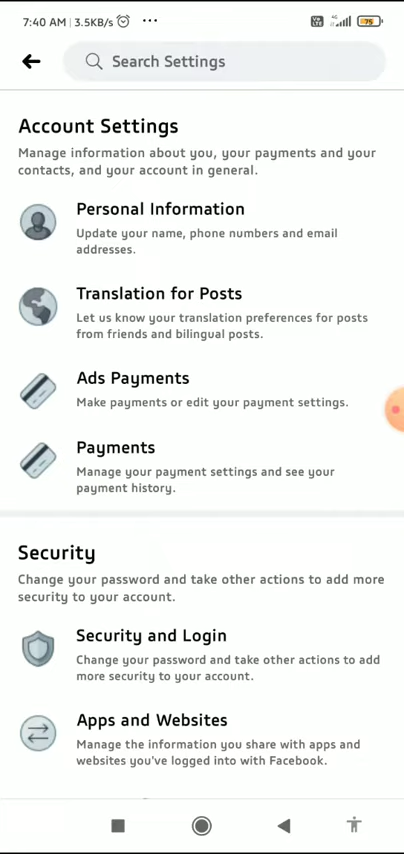 7:40 AM | 3.5KB/s ...
Vo LTE 4G 75
Search Settings
Account Settings
Manage information about you, your payments and your
contacts, and your account in general.
Personal Information
Update your name, phone numbers and email
addresses.
Translation for Posts
Let us know your translation preferences for posts
from friends and bilingual posts.
Ads Payments
Make payments or edit your payment settings.
Payments
Manage your payment settings and see your
payment history.
Security
Change your password and take other actions to add more
security to your account.
Security and Login
Change your password and take other actions to add
more security to your account.
Apps and Websites
Manage the information you share with apps and
websites you've logged into with Facebook.